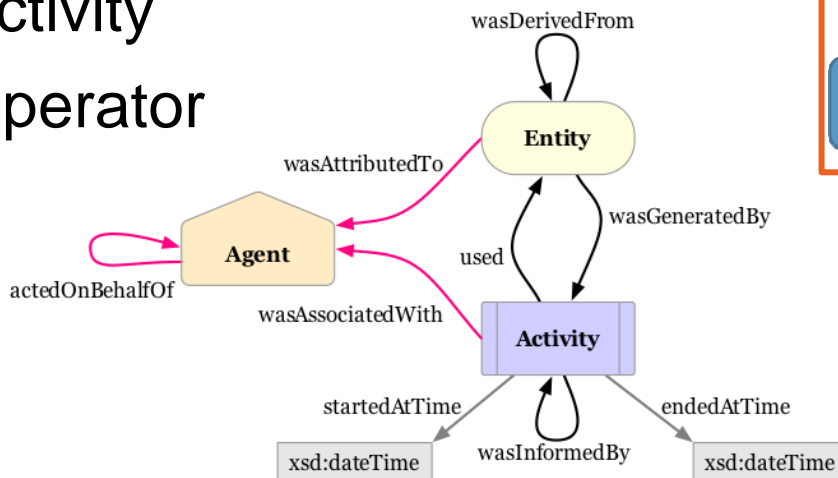 ctivity
perator
wasDerivedFrom
Entity
wasAttributedTo
wasGeneratedBy
Agent
used
actedOnBehalfOf
wasAssociatedWith
Activity
startedAtTime
endedAtTime
wasInformedBy
xsd:dateTime
xsd:dateTime